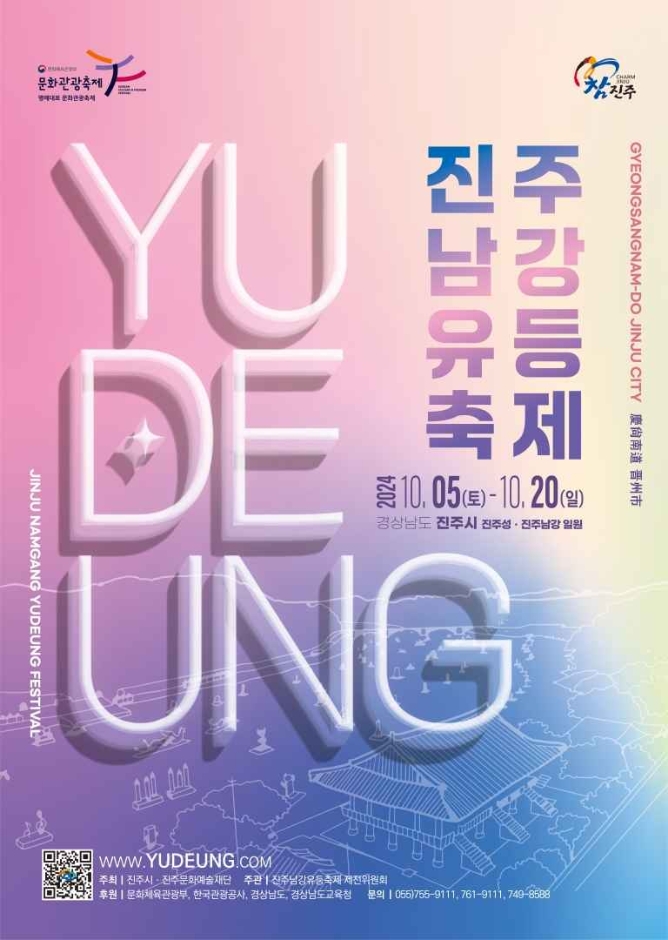 문화관광축제
명예대표 문화관광축제
CHARM
JINJU
참진주
YU
DE
UNG
진주
남강
유등
축제
GYEONGSANGNAM-DO JINJU CITY 慶尙南道 晋州市
2024 10. 05(토) - 10. 20(일)
경상남도 진주시 진주성 · 진주남강 일원
JINJU NAMGANG YUDEUNG FESTIVAL
WWW.YUDEUNG.COM
주최 | 진주시 · 진주문화예술재단 주관 | 진주남강유등축제 제전위원회
후원 | 문화체육관광부, 한국관광공사, 경상남도, 경상남도교육청 문의 | 055)755-9111, 761-9111, 749-8588